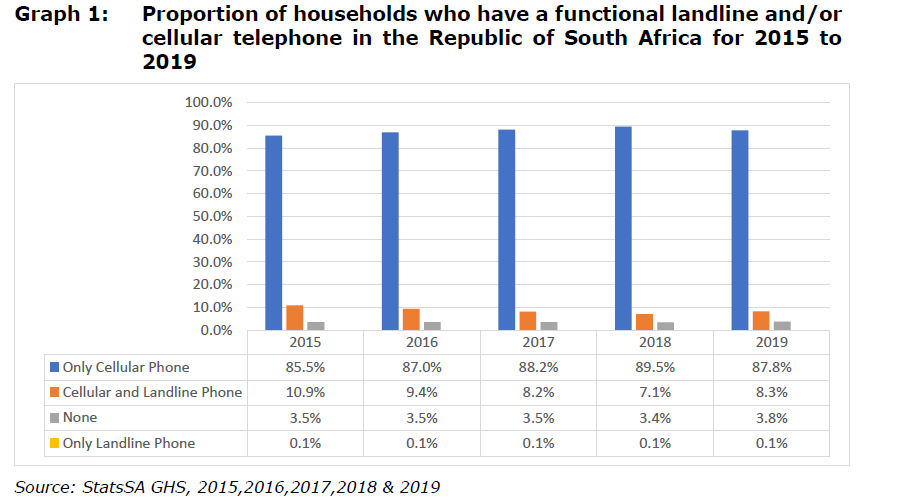 Graph 1: Proportion of households who have a functional landline and/or
cellular telephone in the Republic of South Africa for 2015 to
2019
100.0%
90.0%
80.0%
70.0%
60.0%
50.0%
40.0%
30.0%
20.0%
10.0%
0.0%
2015 2016 2017 2018 2019
Only Cellular Phone 85.5% 87.0% 88.2% 89.5% 87.8%
Cellular and Landline Phone 10.9% 9.4% 8.2% 7.1% 8.3%
None 3.5% 3.5% 3.5% 3.4% 3.8%
Only Landline Phone 0.1% 0.1% 0.1% 0.1% 0.1%
Source: StatsSA GHS, 2015,2016,2017,2018 & 2019